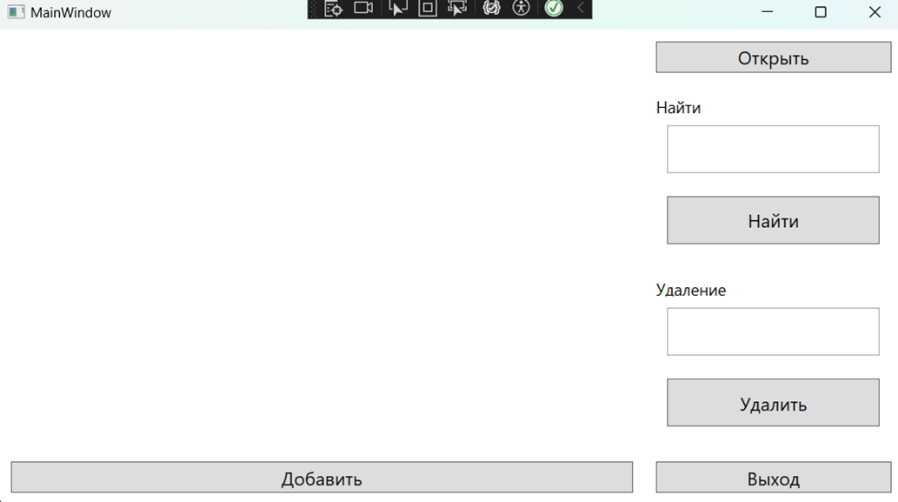 MainWindow
Открыть
Найти
Найти
Удаление
Удалить
Добавить
Выход